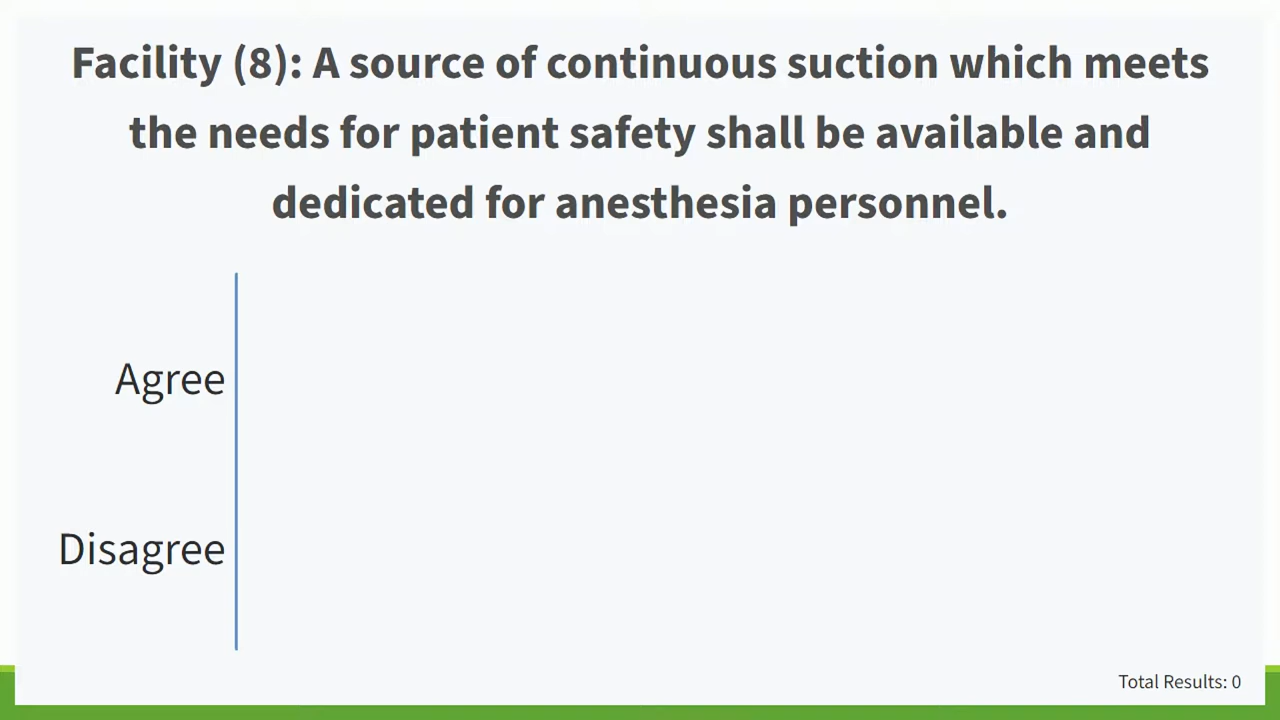 Facility (8): A source of continuous suction which meets
the needs for patient safety shall be available and
dedicated for anesthesia personnel.
Agree
Disagree
Total Results: 0